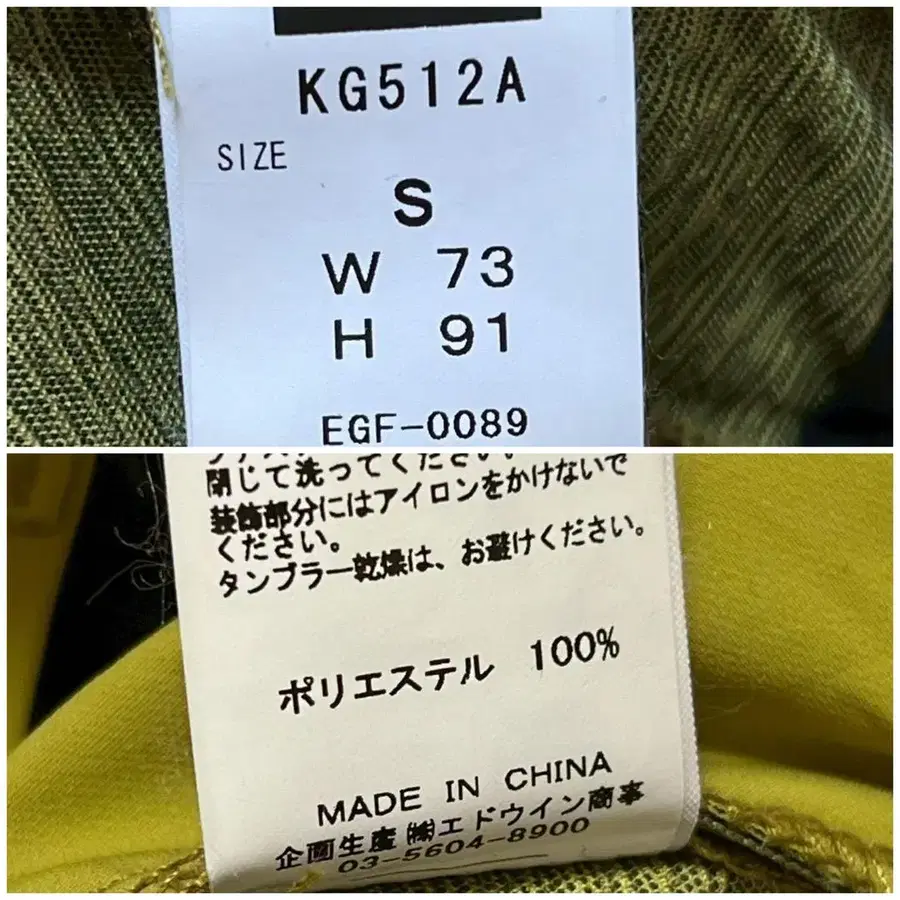 KG512A
SIZE
S
W 73
H 91
EGF-0089
閉じて洗ってください。
装飾部分にはアイロンをかけないで
ください。
タンブラー乾燥は、お避けください。
ポリエステル 100%
MADE IN CHINA
企画生産 ㈱エドウイン商事
03-5604-8900